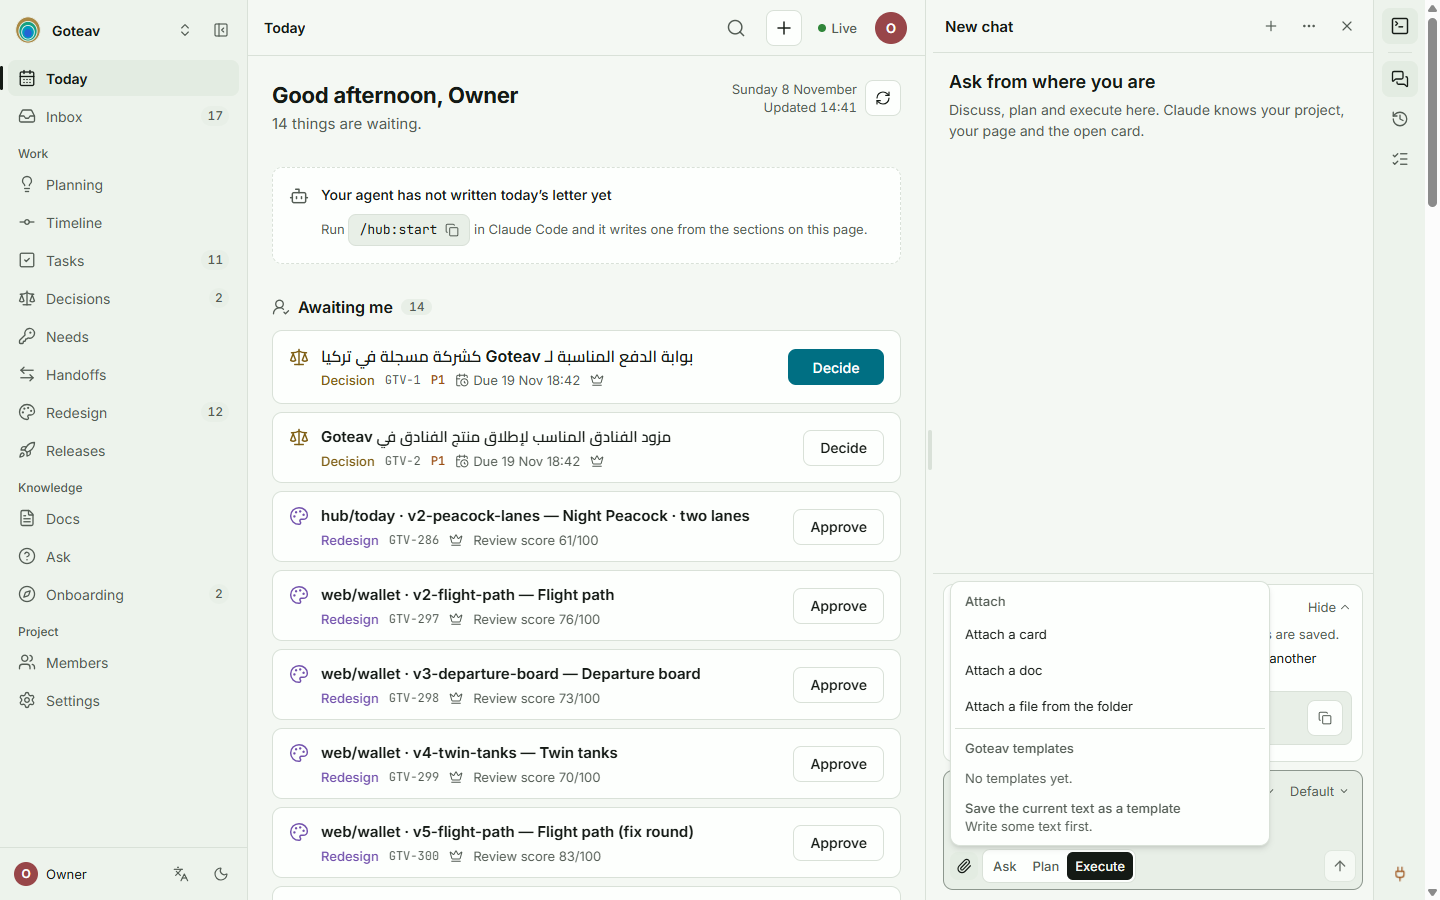 Goteav
Today
Inbox 17
Work
Planning
Timeline
Tasks 11
Decisions 2
Needs
Handoffs
Redesign 12
Releases
Knowledge
Docs
Ask
Onboarding 2
Project
Members
Settings
O Owner
Today
Live
O
Good afternoon, Owner
14 things are waiting.
Sunday 8 November
Updated 14:41
Your agent has not written today's letter yet
Run /hub:start in Claude Code and it writes one from the sections on this page.
Awaiting me 14
بوابة الدفع المناسبة لـ Goteav كشركة مسجلة في تركيا
Decision GTV-1 P1 Due 19 Nov 18:42
Decide
مزود الفنادق المناسب لإطلاق منتج الفنادق في Goteav
Decision GTV-2 P1 Due 19 Nov 18:42
Decide
hub/today · v2-peacock-lanes — Night Peacock · two lanes
Redesign GTV-286 Review score 61/100
Approve
web/wallet · v2-flight-path — Flight path
Redesign GTV-297 Review score 76/100
Approve
web/wallet · v3-departure-board — Departure board
Redesign GTV-298 Review score 73/100
Approve
web/wallet · v4-twin-tanks — Twin tanks
Redesign GTV-299 Review score 70/100
Approve
web/wallet · v5-flight-path — Flight path (fix round)
Redesign GTV-300 Review score 83/100
Approve
New chat
Ask from where you are
Discuss, plan and execute here. Claude knows your project,
your page and the open card.
Hide
are saved.
another
Attach
Attach a card
Attach a doc
Attach a file from the folder
Goteav templates
No templates yet.
Save the current text as a template
Write some text first.
Default
Ask Plan Execute